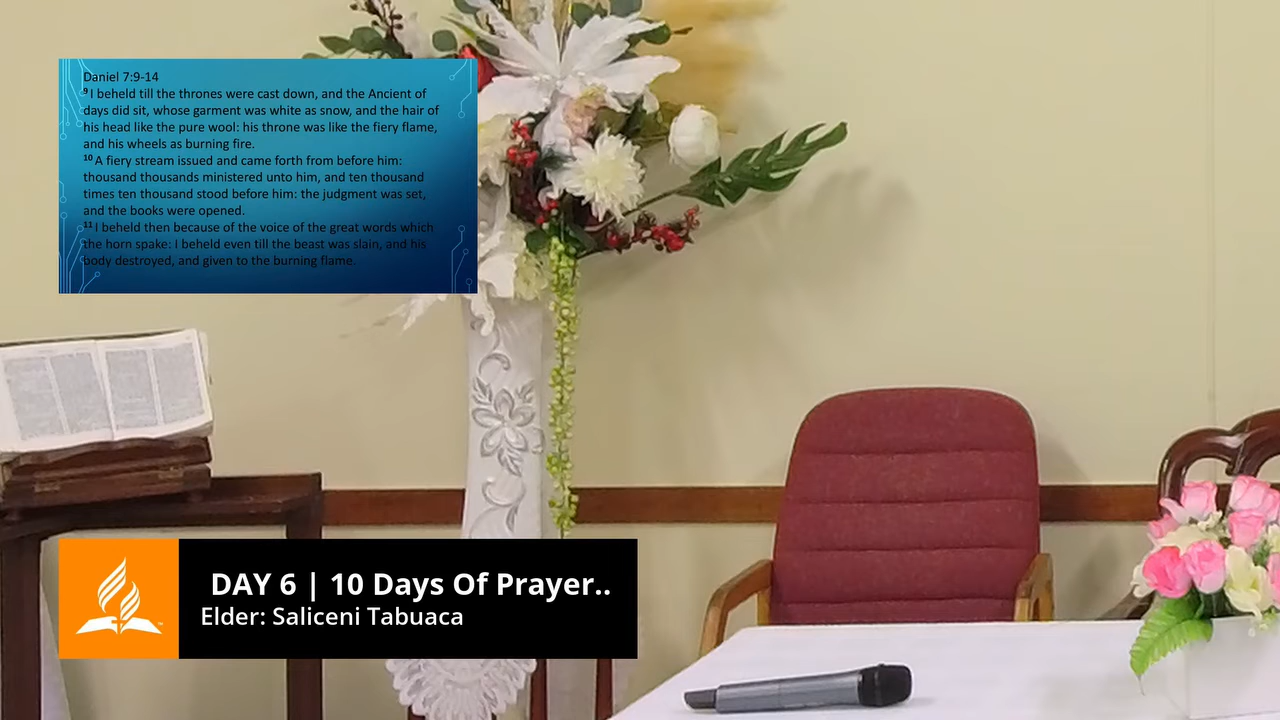 Daniel 7:9-14
⁹ I beheld till the thrones were cast down, and the Ancient of
days did sit, whose garment was white as snow, and the hair of
his head like the pure wool: his throne was like the fiery flame,
and his wheels as burning fire.
¹⁰ A fiery stream issued and came forth from before him:
thousand thousands ministered unto him, and ten thousand
times ten thousand stood before him: the judgment was set,
and the books were opened.
¹¹ I beheld then because of the voice of the great words which
the horn spake: I beheld even till the beast was slain, and his
body destroyed, and given to the burning flame.
DAY 6 | 10 Days Of Prayer..
Elder: Saliceni Tabuaca